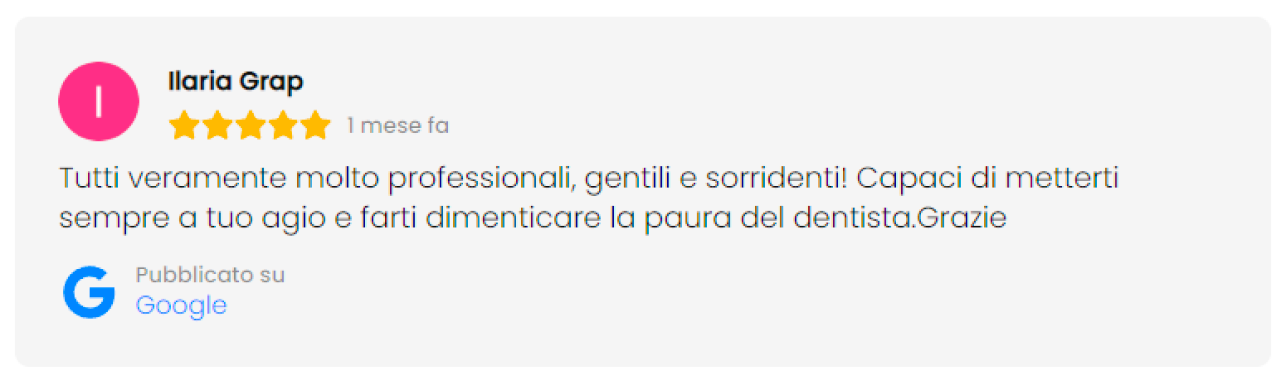 I
Ilaria Grap
1 mese fa
Tutti veramente molto professionali, gentili e sorridenti! Capaci di metterti
sempre a tuo agio e farti dimenticare la paura del dentista.Grazie
G
Pubblicato su
Google